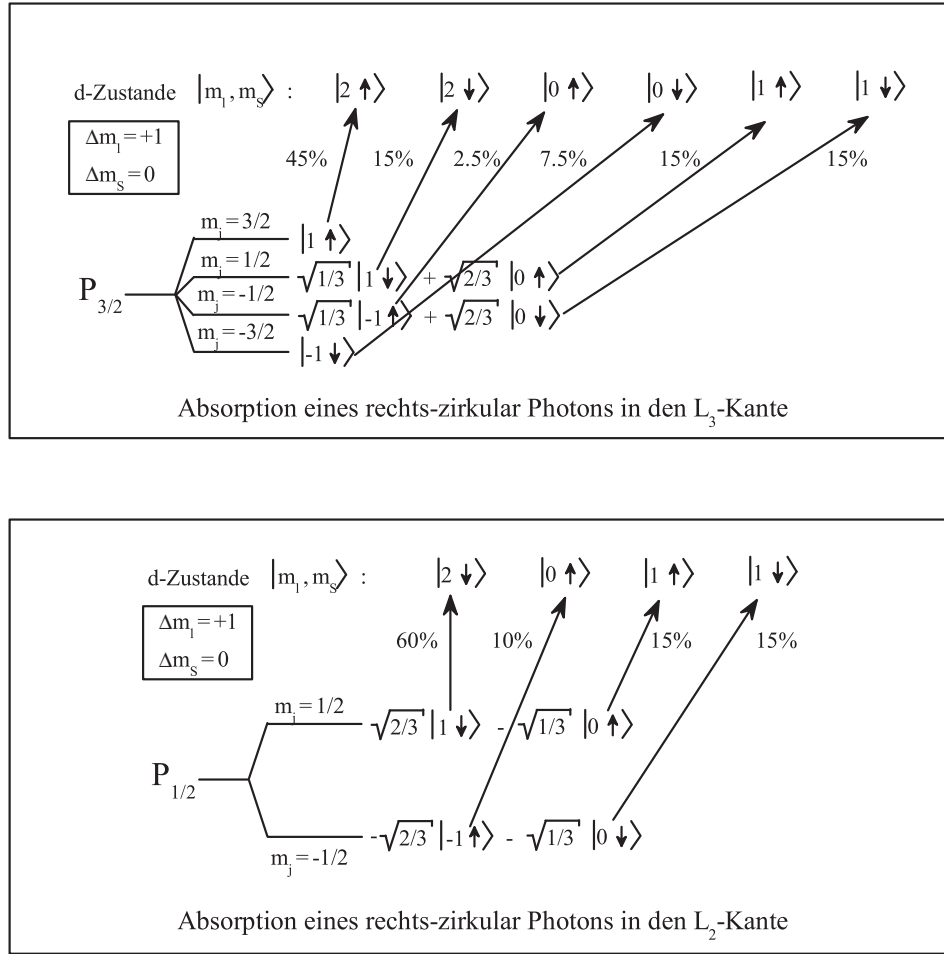 d-Zustande |m_l, m_S⟩ : |2 ↑⟩ |2 ↓⟩ |0 ↑⟩ |0 ↓⟩ |1 ↑⟩ |1 ↓⟩
Δm_l = +1
Δm_S = 0
45% 15% 2.5% 7.5% 15% 15%
m_j = 3/2 |1 ↑⟩
m_j = 1/2 √1/3 |1 ↓⟩ + √2/3 |0 ↑⟩
P_3/2
m_j = -1/2 √1/3 |-1 ↑⟩ + √2/3 |0 ↓⟩
m_j = -3/2 |-1 ↓⟩
Absorption eines rechts-zirkular Photons in den L_3-Kante
d-Zustande |m_l, m_S⟩ : |2 ↓⟩ |0 ↑⟩ |1 ↑⟩ |1 ↓⟩
Δm_l = +1
Δm_S = 0
60% 10% 15% 15%
m_j = 1/2 √2/3 |1 ↓⟩ - √1/3 |0 ↑⟩
P_1/2
m_j = -1/2 -√2/3 |-1 ↑⟩ - √1/3 |0 ↓⟩
Absorption eines rechts-zirkular Photons in den L_2-Kante